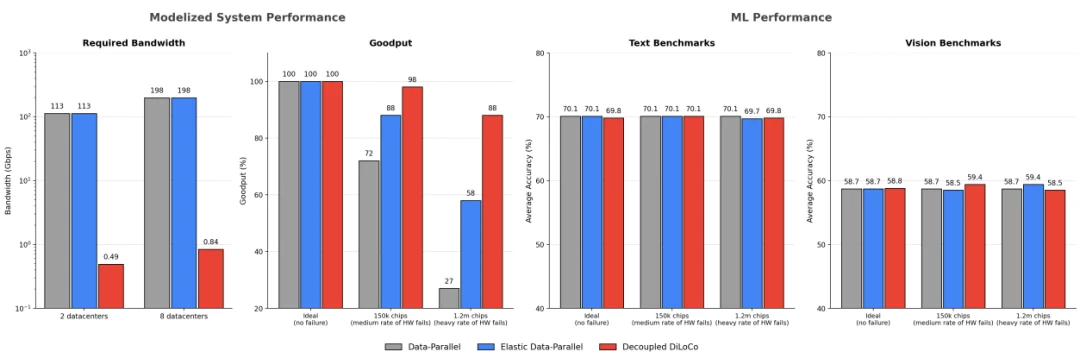 Modelized System Performance
ML Performance
Required Bandwidth
Bandwidth (Gbps)
10³
10²
10¹
10⁰
10⁻¹
113 113 198 198
0.49 0.84
2 datacenters 8 datacenters
Goodput
Goodput (%)
100
80
60
40
20
100 100 100
72 88 98
27 58 88
Ideal
(no failure)
150k chips
(medium rate of HW fails)
1.2m chips
(heavy rate of HW fails)
Text Benchmarks
Average Accuracy (%)
80
70
60
50
40
70.1 70.1 69.8
70.1 70.1 70.1
70.1 69.7 69.8
Ideal
(no failure)
150k chips
(medium rate of HW fails)
1.2m chips
(heavy rate of HW fails)
Vision Benchmarks
Average Accuracy (%)
80
70
60
50
40
58.7 58.7 58.8
58.7 58.5 59.4
58.7 59.4 58.5
Ideal
(no failure)
150k chips
(medium rate of HW fails)
1.2m chips
(heavy rate of HW fails)
Data-Parallel Elastic Data-Parallel Decoupled DiLoCo